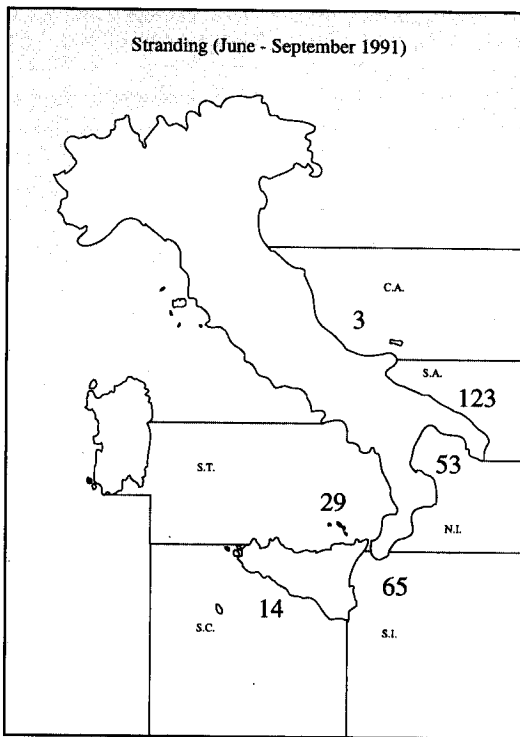 Stranding (June - September 1991)
C.A.
3
S.A.
123
53
S.T.
29
N.I.
65
14
S.C.
S.I.